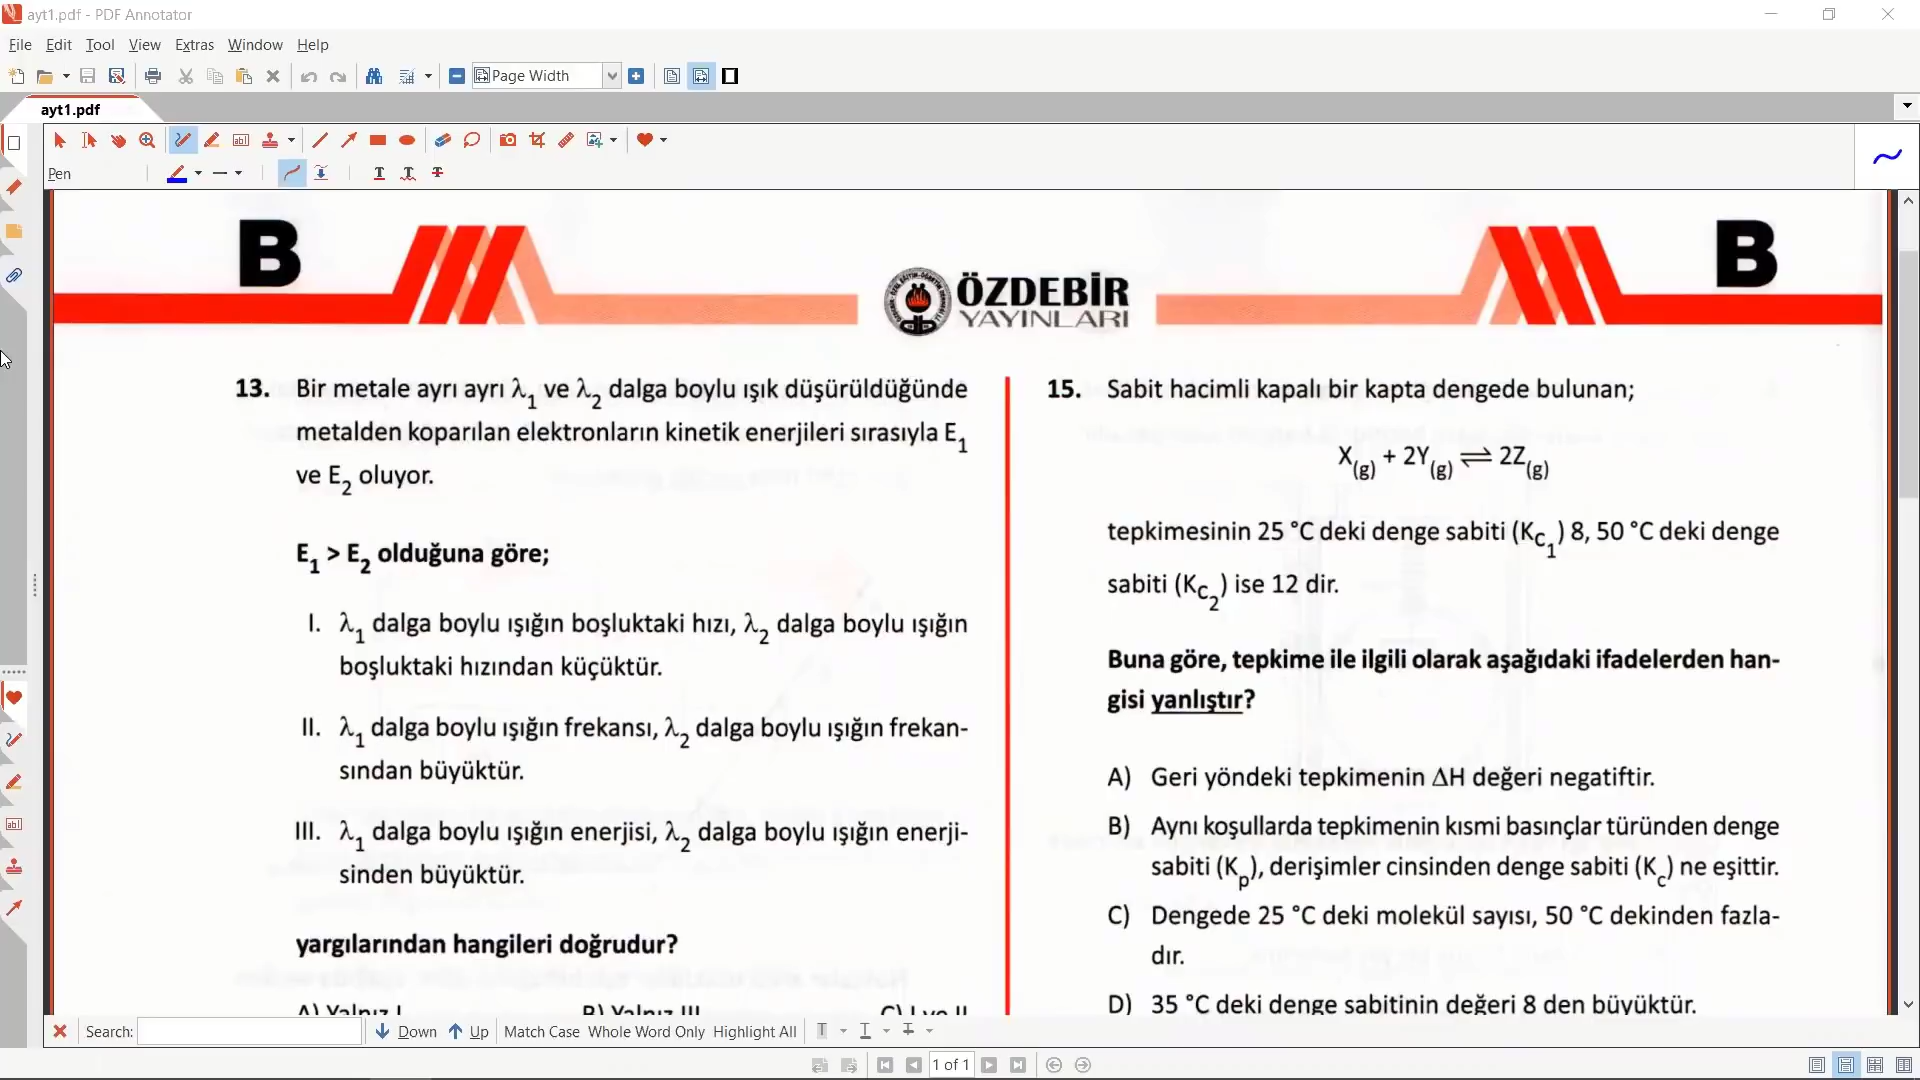 ayt1.pdf - PDF Annotator
File Edit Tool View Extras Window Help
Page Width
ayt1.pdf
Pen
B
ÖZDEBİR
YAYINLARI
B
13. Bir metale ayrı ayrı λ1 ve λ2 dalga boylu ışık düşürüldüğünde
metalden koparılan elektronların kinetik enerjileri sırasıyla E1
ve E2 oluyor.
E1 > E2 olduğuna göre;
I. λ1 dalga boylu ışığın boşluktaki hızı, λ2 dalga boylu ışığın
boşluktaki hızından küçüktür.
II. λ1 dalga boylu ışığın frekansı, λ2 dalga boylu ışığın frekan-
sından büyüktür.
III. λ1 dalga boylu ışığın enerjisi, λ2 dalga boylu ışığın enerji-
sinden büyüktür.
yargılarından hangileri doğrudur?
A) Yalnız I B) Yalnız III C) I ve II
15. Sabit hacimli kapalı bir kapta dengede bulunan;
X(g) + 2Y(g) ⇌ 2Z(g)
tepkimesinin 25 °C deki denge sabiti (KC1) 8, 50 °C deki denge
sabiti (KC2) ise 12 dir.
Buna göre, tepkime ile ilgili olarak aşağıdaki ifadelerden han-
gisi yanlıştır?
A) Geri yöndeki tepkimenin ΔH değeri negatiftir.
B) Aynı koşullarda tepkimenin kısmi basınçlar türünden denge
sabiti (Kp), derişimler cinsinden denge sabiti (Kc) ne eşittir.
C) Dengede 25 °C deki molekül sayısı, 50 °C dekinden fazla-
dır.
D) 35 °C deki denge sabitinin değeri 8 den büyüktür.
Search: Down Up Match Case Whole Word Only Highlight All
1 of 1